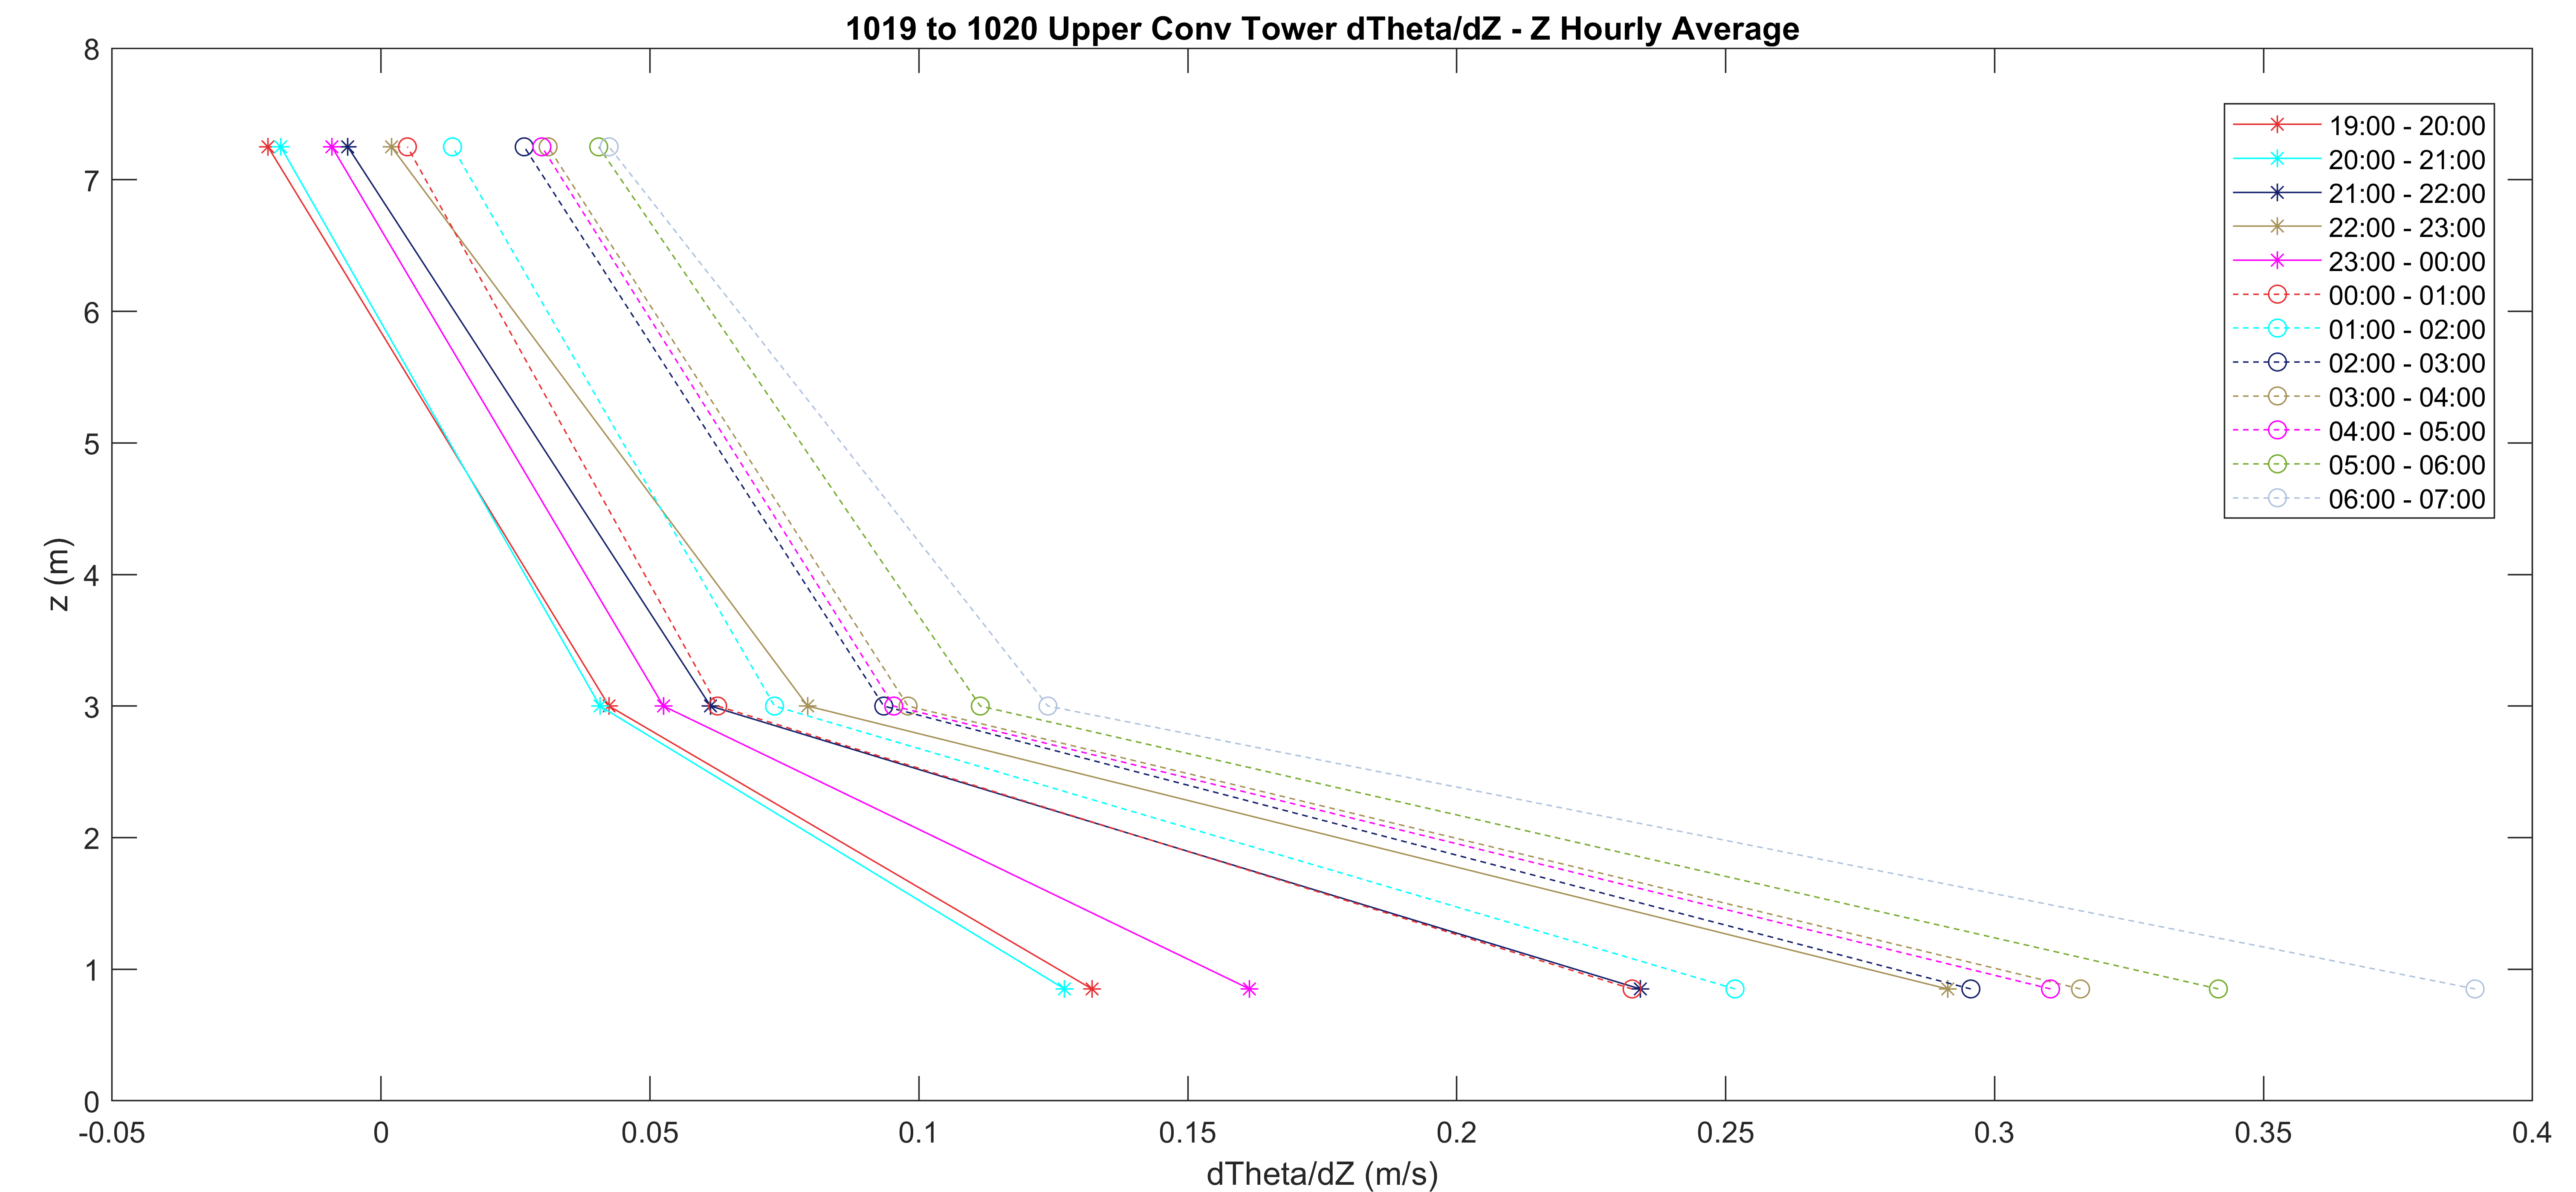 1019 to 1020 Upper Conv Tower dTheta/dZ - Z Hourly Average
8
7
6
5
4
3
2
1
0
z (m)
-0.05
0
0.05
0.1
0.15
0.2
0.25
0.3
0.35
0.4
dTheta/dZ (m/s)
19:00 - 20:00
20:00 - 21:00
21:00 - 22:00
22:00 - 23:00
23:00 - 00:00
00:00 - 01:00
01:00 - 02:00
02:00 - 03:00
03:00 - 04:00
04:00 - 05:00
05:00 - 06:00
06:00 - 07:00